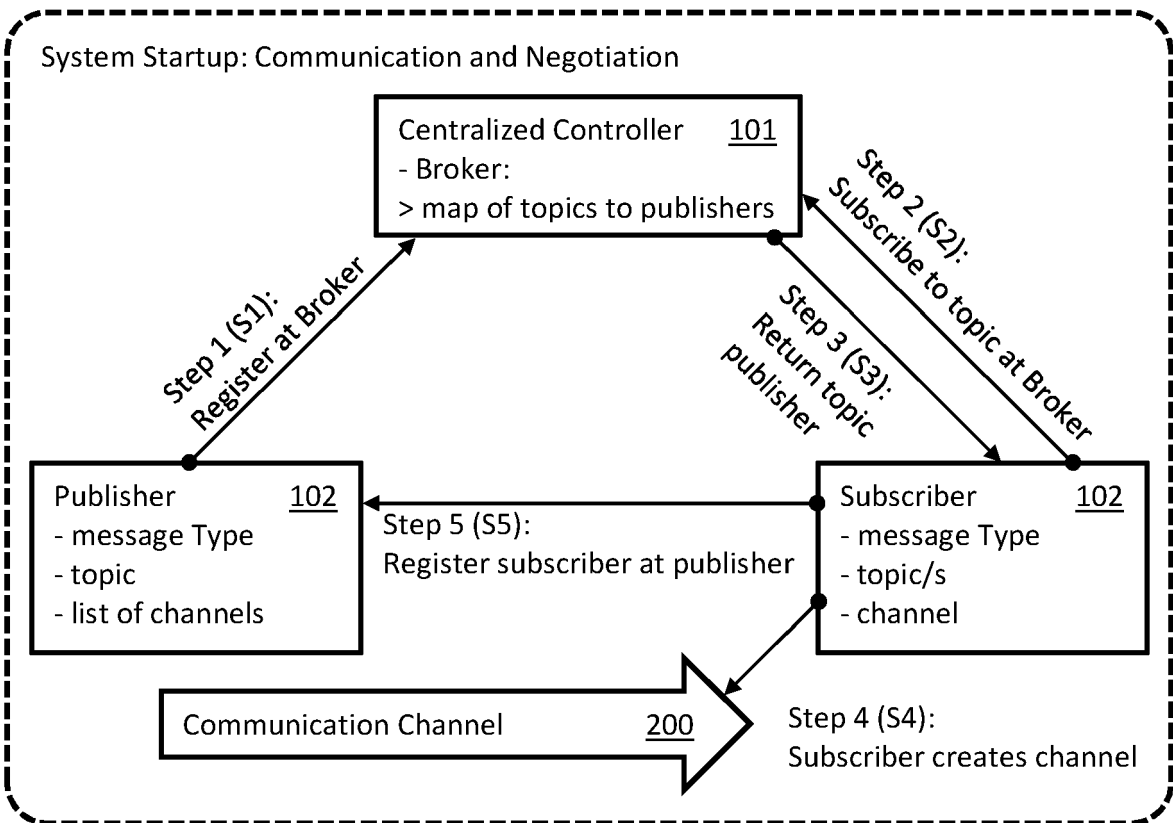 System Startup: Communication and Negotiation
Centralized Controller 101
- Broker:
> map of topics to publishers
Step 1 (S1):
Register at Broker
Step 2 (S2):
Subscribe to topic at Broker
Step 3 (S3):
Return topic
publisher
Publisher 102
- message Type
- topic
- list of channels
Step 5 (S5):
Register subscriber at publisher
Subscriber 102
- message Type
- topic/s
- channel
Communication Channel 200
Step 4 (S4):
Subscriber creates channel